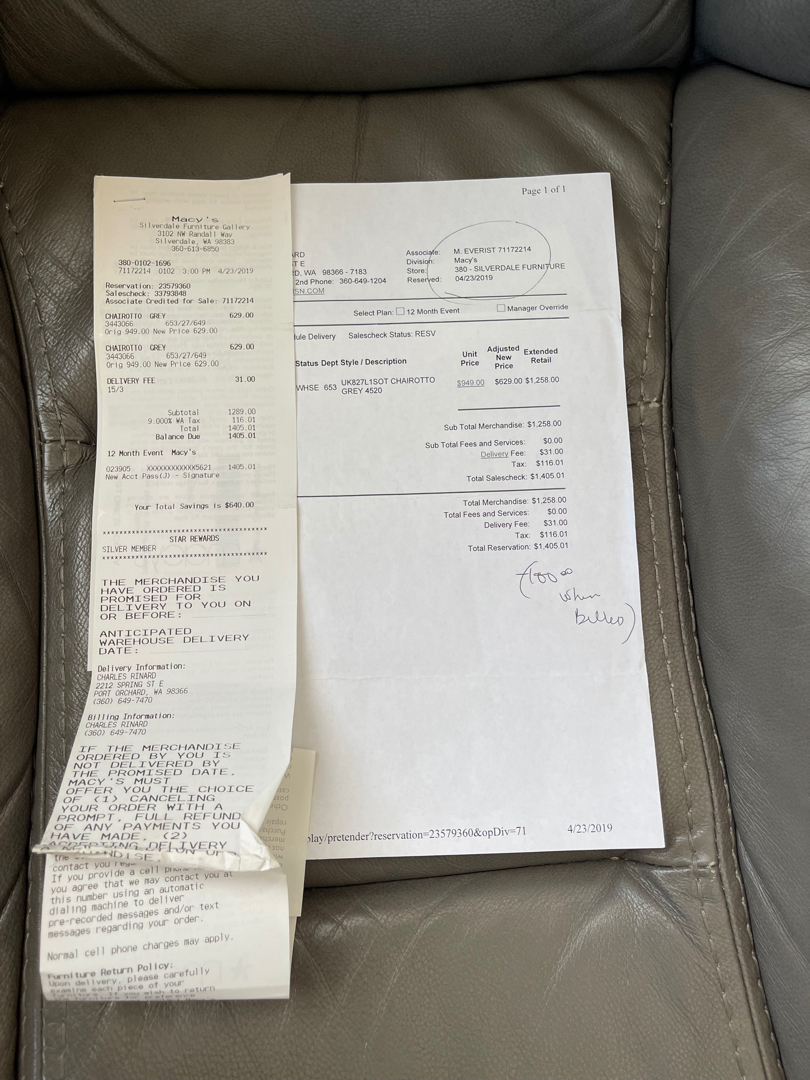 Macy's
Silverdale Furniture Gallery
3102 NW Randall Way
Silverdale, WA 98383
360-613-6850
380-0102-1696
71172214 0102 3:00 PM 4/23/2019
Reservation: 23579360
Salescheck: 33793848
Associate Credited for Sale: 71172214
CHAIROTTO GREY 629.00
3443066 653/27/649
Orig 949.00 New Price 629.00
CHAIROTTO GREY 629.00
3443066 653/27/649
Orig 949.00 New Price 629.00
DELIVERY FEE 31.00
15/3
Subtotal 1289.00
9.000% WA Tax 116.01
Total 1405.01
Balance Due 1405.01
12 Month Event Macy's
023905 XXXXXXXXXXXX5621 1405.01
New Acct Pass(J) - Signature
Your Total Savings is $640.00
****************************************
STAR REWARDS
SILVER MEMBER
****************************************
THE MERCHANDISE YOU
HAVE ORDERED IS
PROMISED FOR
DELIVERY TO YOU ON
OR BEFORE:
ANTICIPATED
WAREHOUSE DELIVERY
DATE:
Delivery Information:
CHARLES RINARD
2212 SPRING ST E
PORT ORCHARD, WA 98366
(360) 649-7470
Billing Information:
CHARLES RINARD
(360) 649-7470
IF THE MERCHANDISE
ORDERED BY YOU IS
NOT DELIVERED BY
THE PROMISED DATE,
MACY'S MUST
OFFER YOU THE CHOICE
OF (1) CANCELING
YOUR ORDER WITH A
PROMPT, FULL REFUND
OF ANY PAYMENTS YOU
HAVE MADE, (2)
ACCEPTING DELIVERY
contact you
If you provide a cell phone
you agree that we may contact you at
this number using an automatic
dialing machine to deliver
pre-recorded messages and/or text
messages regarding your order.
Normal cell phone charges may apply.
Furniture Return Policy:
Upon delivery, please carefully
examine each piece of your
Page 1 of 1
ARD
T E
D, WA 98366 - 7183
2nd Phone: 360-649-1204
SN.COM
Associate: M. EVERIST 71172214
Division: Macy's
Store: 380 - SILVERDALE FURNITURE
Reserved: 04/23/2019
Select Plan: 12 Month Event Manager Override
ule Delivery Salescheck Status: RESV
Status Dept Style / Description Unit Price Adjusted New Price Extended Retail
WHSE 653 UK827L1SOT CHAIROTTO GREY 4520 $949.00 $629.00 $1,258.00
Sub Total Merchandise: $1,258.00
Sub Total Fees and Services: $0.00
Delivery Fee: $31.00
Tax: $116.01
Total Salescheck: $1,405.01
Total Merchandise: $1,258.00
Total Fees and Services: $0.00
Delivery Fee: $31.00
Tax: $116.01
Total Reservation: $1,405.01
when
Billed)
play/pretender?reservation=23579360&opDiv=71 4/23/2019